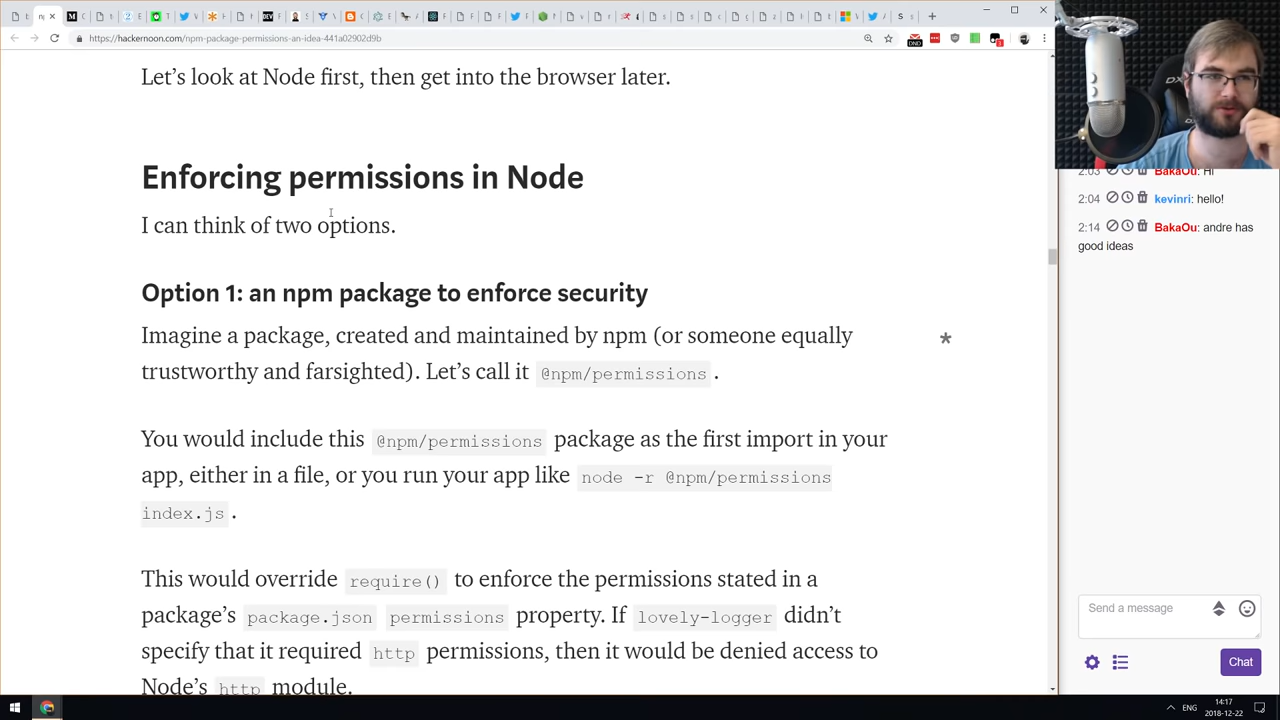 https://hackernoon.com/npm-package-permissions-an-idea-441a02902d9b
Let's look at Node first, then get into the browser later.
Enforcing permissions in Node
I can think of two options.
Option 1: an npm package to enforce security
Imagine a package, created and maintained by npm (or someone equally
trustworthy and farsighted). Let's call it @npm/permissions .
*
You would include this @npm/permissions package as the first import in your
app, either in a file, or you run your app like node -r @npm/permissions
index.js .
This would override require() to enforce the permissions stated in a
package's package.json permissions property. If lovely-logger didn't
specify that it required http permissions, then it would be denied access to
Node's http module.
2:03 BakaOu: Hi
2:04 kevinri: hello!
2:14 BakaOu: andre has
good ideas
Send a message
Chat
ENG
14:17
2018-12-22